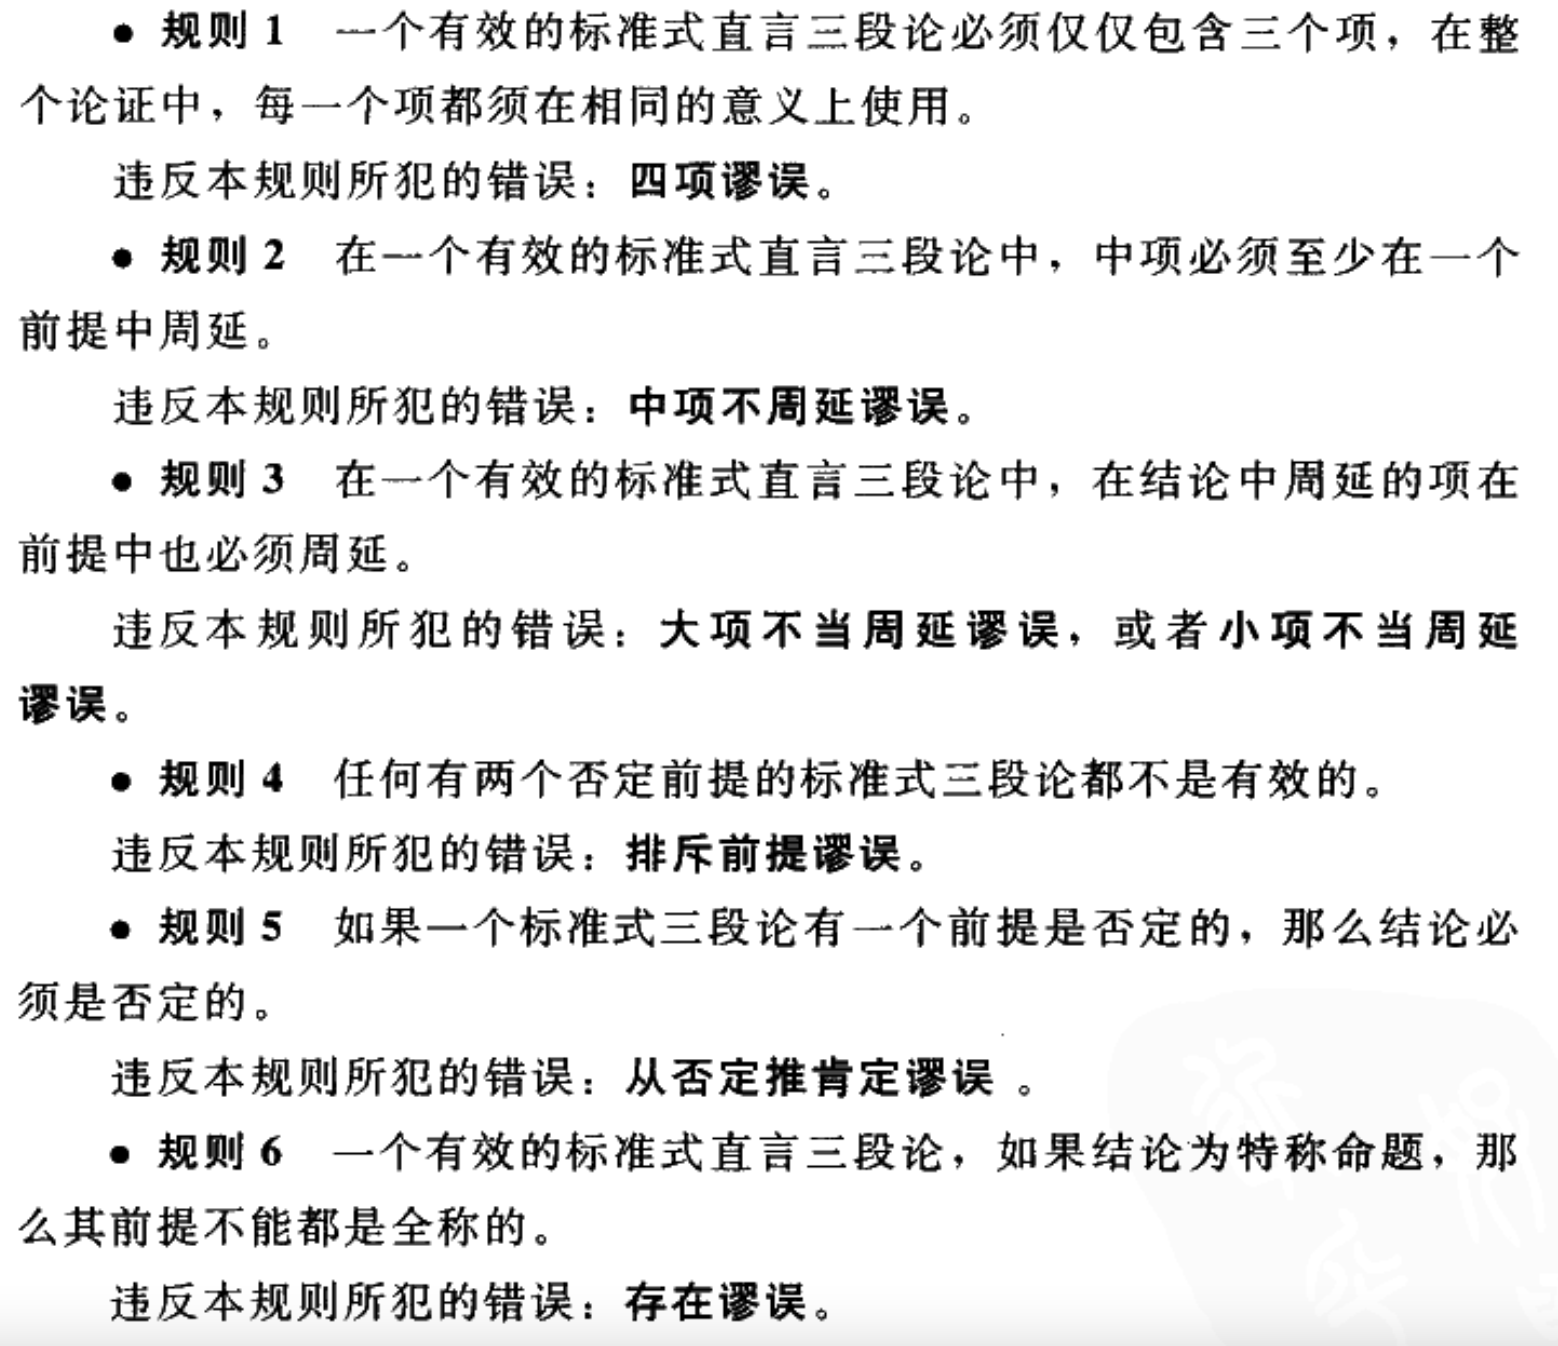 ● 规则 1 一个有效的标准式直言三段论必须仅仅包含三个项，在整
个论证中，每一个项都须在相同的意义上使用。
违反本规则所犯的错误：四项谬误。
● 规则 2 在一个有效的标准式直言三段论中，中项必须至少在一个
前提中周延。
违反本规则所犯的错误：中项不周延谬误。
● 规则 3 在一个有效的标准式直言三段论中，在结论中周延的项在
前提中也必须周延。
违反本规则所犯的错误：大项不当周延谬误，或者小项不当周延
谬误。
● 规则 4 任何有两个否定前提的标准式三段论都不是有效的。
违反本规则所犯的错误：排斥前提谬误。
● 规则 5 如果一个标准式三段论有一个前提是否定的，那么结论必
须是否定的。
违反本规则所犯的错误：从否定推肯定谬误 。
● 规则 6 一个有效的标准式直言三段论，如果结论为特称命题，那
么其前提不能都是全称的。
违反本规则所犯的错误：存在谬误。